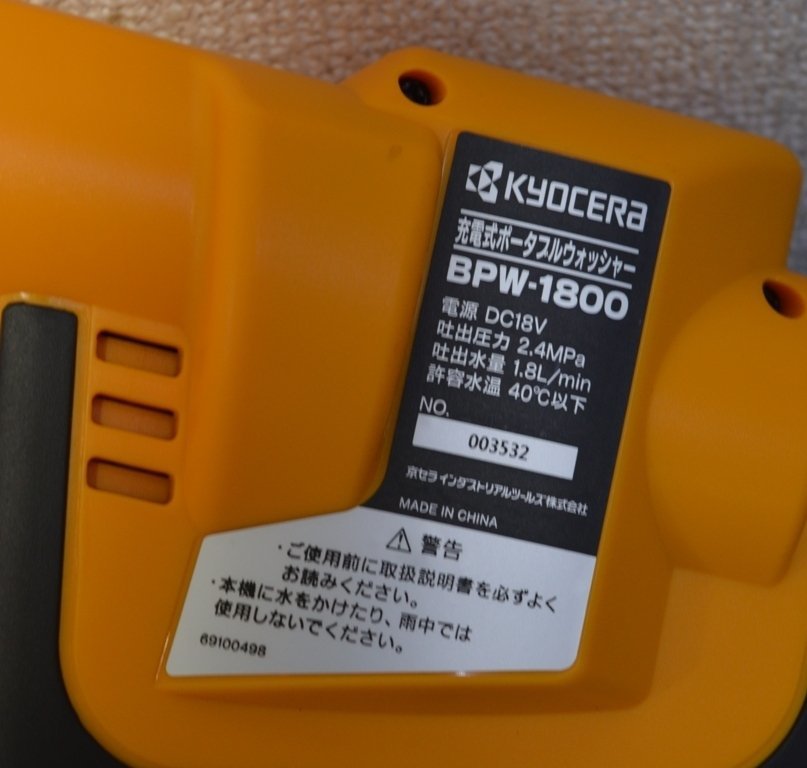 KYOCERA
充電式ポータブルウォッシャー
BPW-1800
電源 DC18V
吐出圧力 2.4MPa
吐出水量 1.8L/min
許容水温 40℃以下
NO.
003532
京セラインダストリアルツールズ株式会社
MADE IN CHINA
⚠ 警告
・ご使用前に取扱説明書を必ずよく
お読みください。
・本機に水をかけたり、雨中では
使用しないでください。
69100498